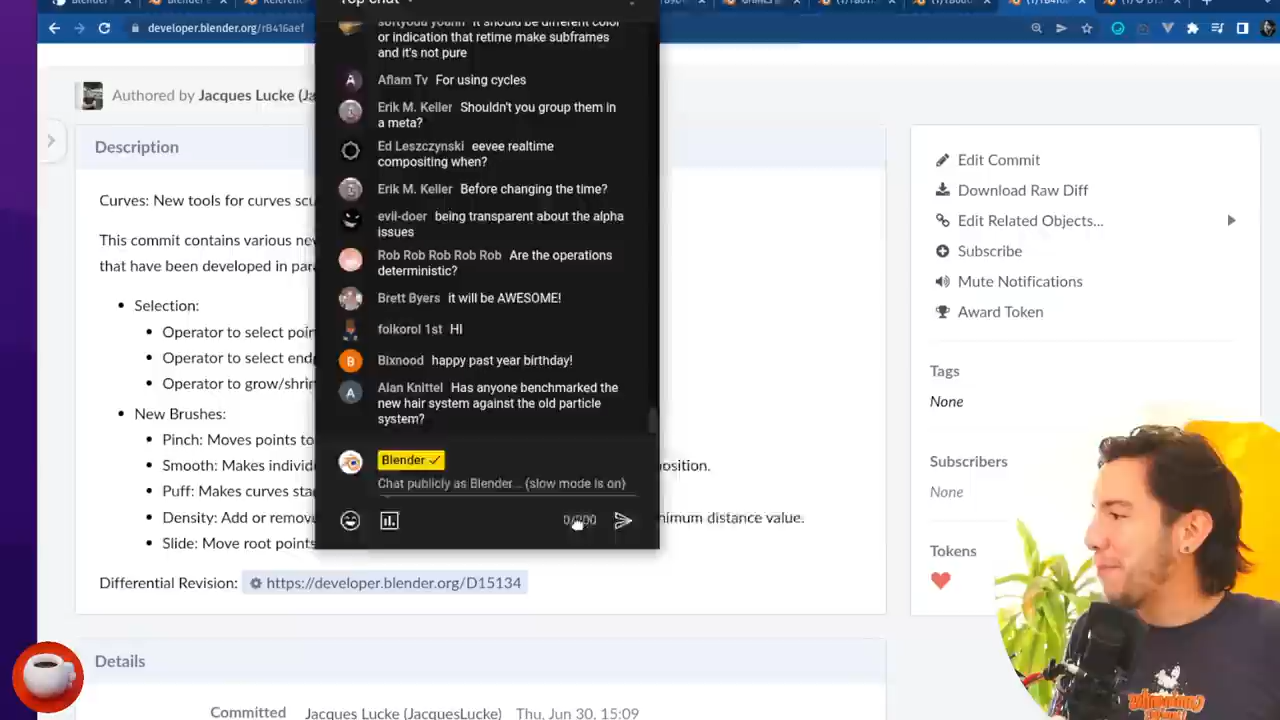 Top chat
developer.blender.org/rB416aef
softyoda yoann It should be different color
or indication that retime make subframes
and it's not pure
Aflam Tv For using cycles
Erik M. Keller Shouldn't you group them in
a meta?
Ed Leszczynski eevee realtime
compositing when?
Erik M. Keller Before changing the time?
evil-doer being transparent about the alpha
issues
Rob Rob Rob Rob Rob Are the operations
deterministic?
Brett Byers it will be AWESOME!
folkorol 1st Hi
Bixnood happy past year birthday!
Alan Knittel Has anyone benchmarked the
new hair system against the old particle
system?
Blender
Chat publicly as Blender... (slow mode is on)
0/200
Authored by Jacques Lucke (Ja
Description
Curves: New tools for curves scu
This commit contains various ne
that have been developed in par
Selection:
Operator to select poin
Operator to select end
Operator to grow/shrin
New Brushes:
Pinch: Moves points to
Smooth: Makes individ position.
Puff: Makes curves sta
Density: Add or remov nimum distance value.
Slide: Move root points
Differential Revision: https://developer.blender.org/D15134
Details
Committed Jacques Lucke (JacquesLucke) Thu, Jun 30, 15:09
Edit Commit
Download Raw Diff
Edit Related Objects...
Subscribe
Mute Notifications
Award Token
Tags
None
Subscribers
None
Tokens